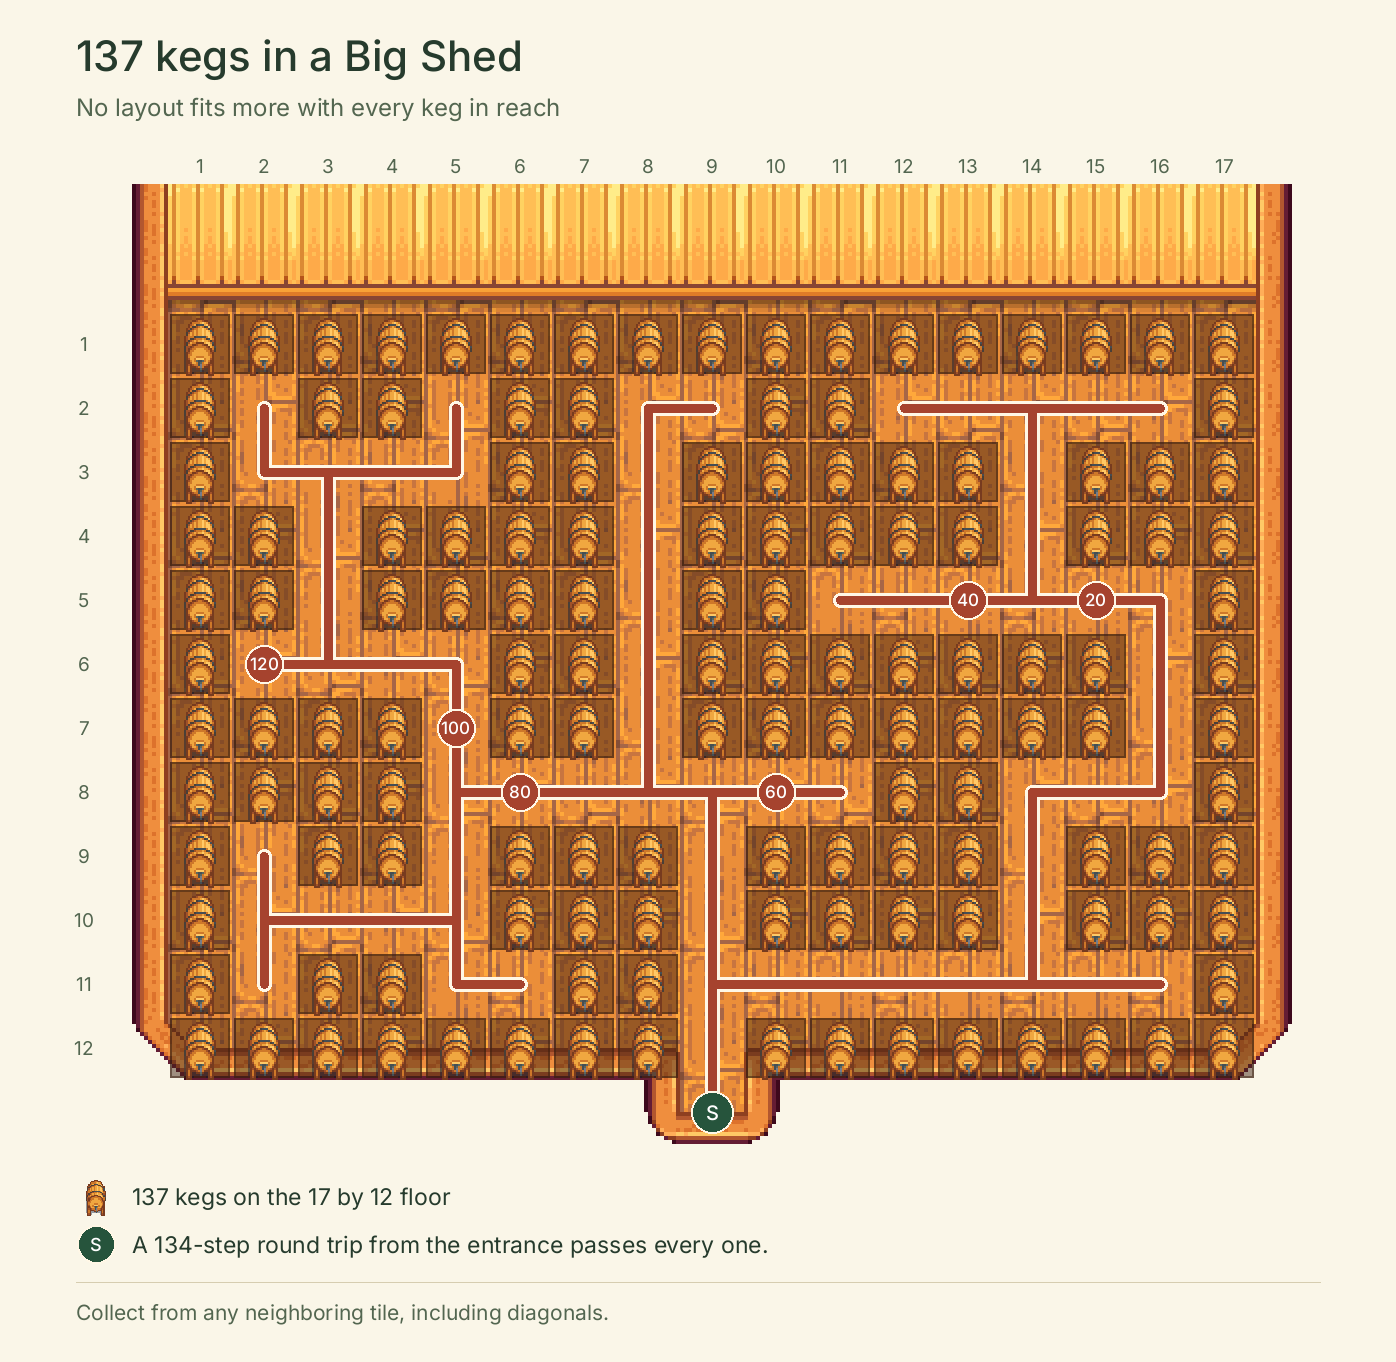 137 kegs in a Big Shed
No layout fits more with every keg in reach
1 2 3 4 5 6 7 8 9 10 11 12 13 14 15 16 17
1
2
3
4
5
40 20
6
120
7
100
8
80 60
9
10
11
12
S
137 kegs on the 17 by 12 floor
S A 134-step round trip from the entrance passes every one.
Collect from any neighboring tile, including diagonals.